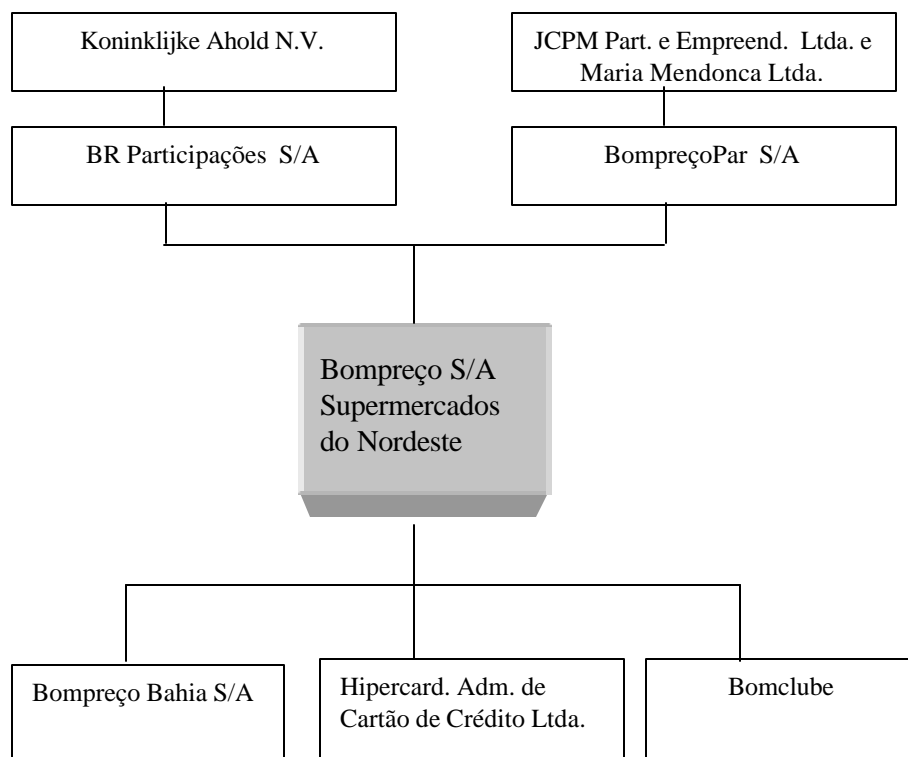 Koninklijke Ahold N.V.
JCPM Part. e Empreend. Ltda. e
Maria Mendonca Ltda.
BR Participações S/A
BompreçoPar S/A
Bompreço S/A
Supermercados
do Nordeste
Bompreço Bahia S/A
Hipercard. Adm. de
Cartão de Crédito Ltda.
Bomclube